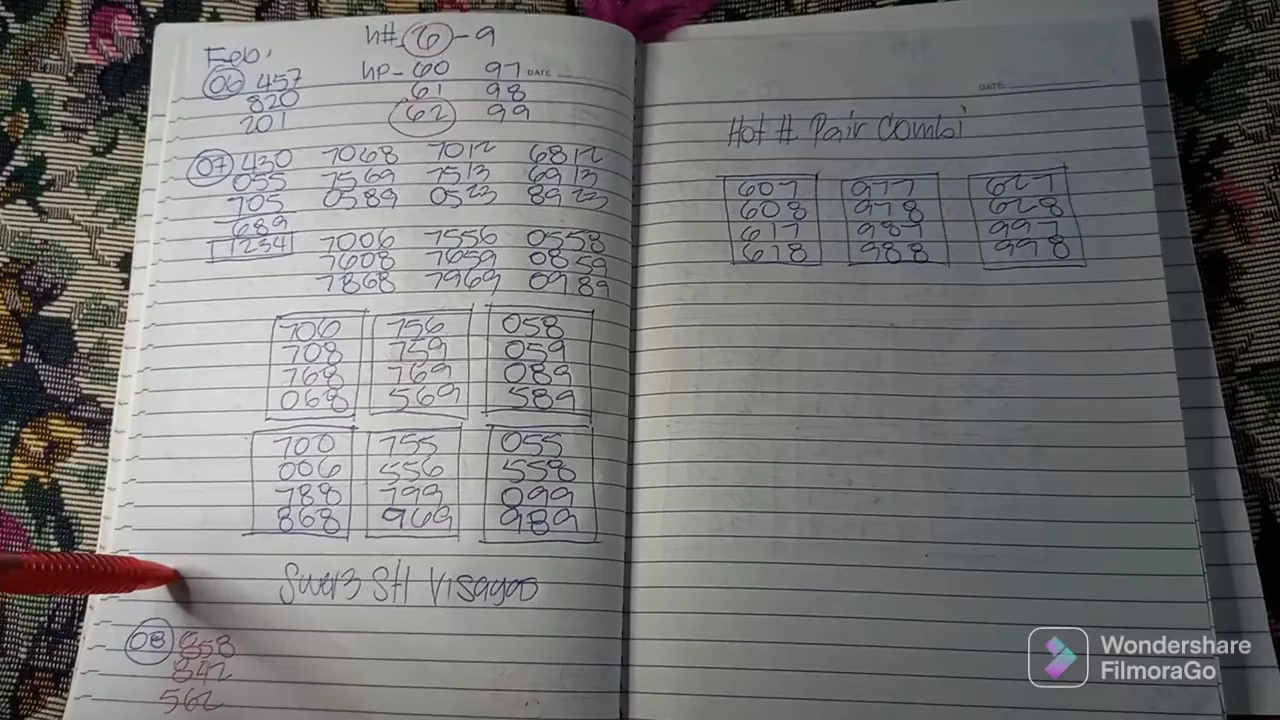 n# 6 - 9
Feb.
06 457 hp - 60 97 DATE
820 61 98
201 62 99
07 430 7068 7012 6812
055 7569 7513 6913
705 0589 0523 8923
689
1234 7006 7556 0558
7608 7659 0859
7868 7969 0989
706 756 058
708 759 059
768 769 089
068 569 589
700 755 055
006 556 558
788 799 099
868 969 989
Swer3 STL Visayas
08 658
842
562
DATE:
Hot # Pair Combi
607 977 627
608 978 628
617 987 997
618 988 998
Wondershare
FilmoraGo